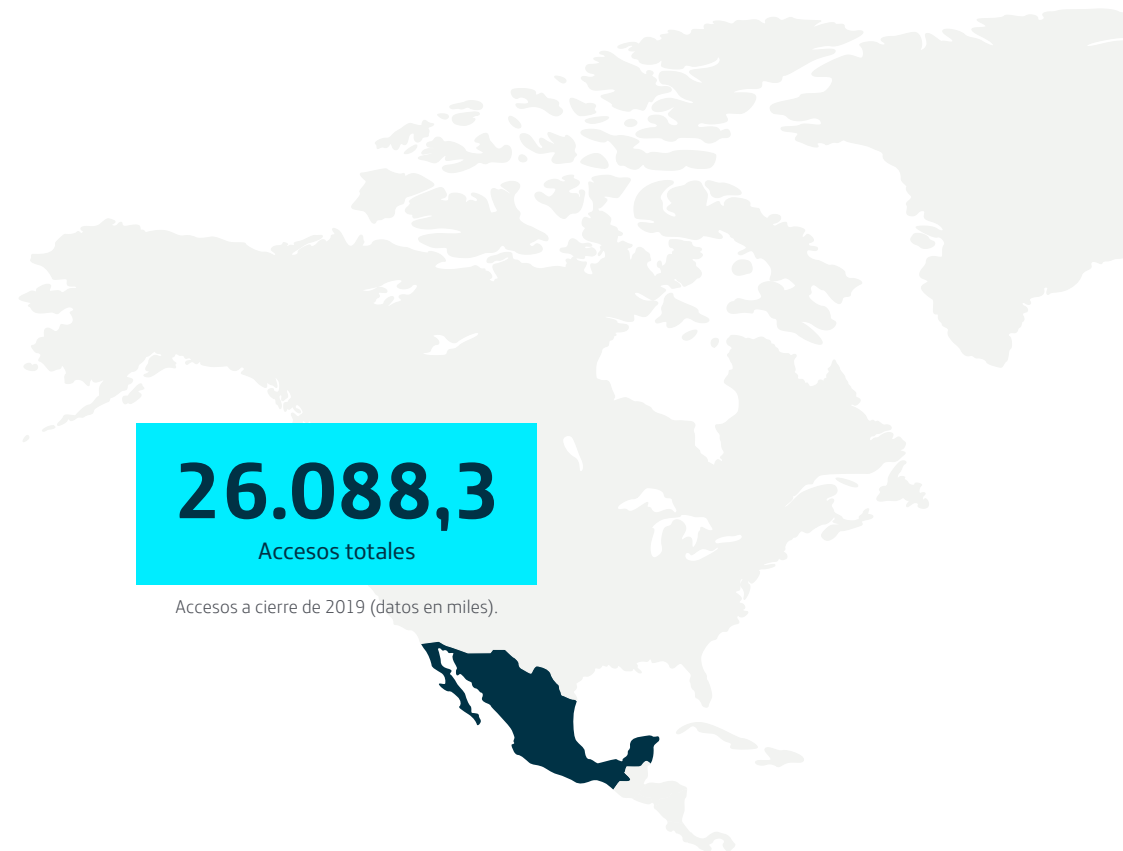 26.088,3
Accesos totales
Accesos a cierre de 2019 (datos en miles).